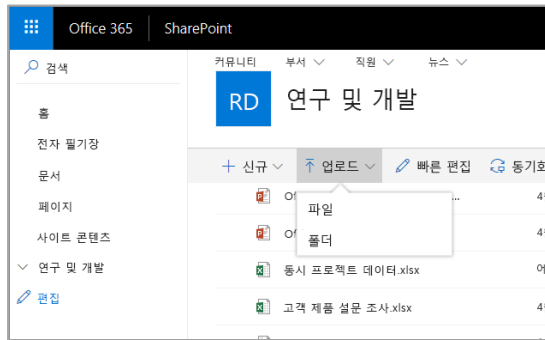 Office 365 SharePoint
검색
커뮤니티 부서 직원 뉴스
RD 연구 및 개발
홈
전자 필기장
문서
페이지
사이트 콘텐츠
연구 및 개발
편집
+ 신규 업로드 빠른 편집
파일
폴더
동시 프로젝트 데이터.xlsx
고객 제품 설문 조사.xlsx